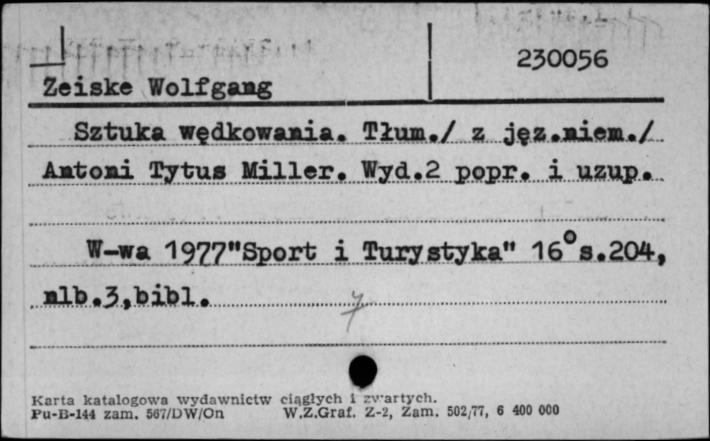 230056
Zeiske Wolfgang
Sztuka wędkowania. Tłum./ z jęz.niem./
Antoni Tytus Miller. Wyd.2 popr. i uzup.
W-wa 1977"Sport i Turystyka" 16° s.204,
nlb.3,bibl.
7
Karta katalogowa wydawnictw ciągłych i zwartych.
Pu-B-144 zam. 567/DW/On W.Z.Graf. Z-2, Zam. 502/77, 6 400 000